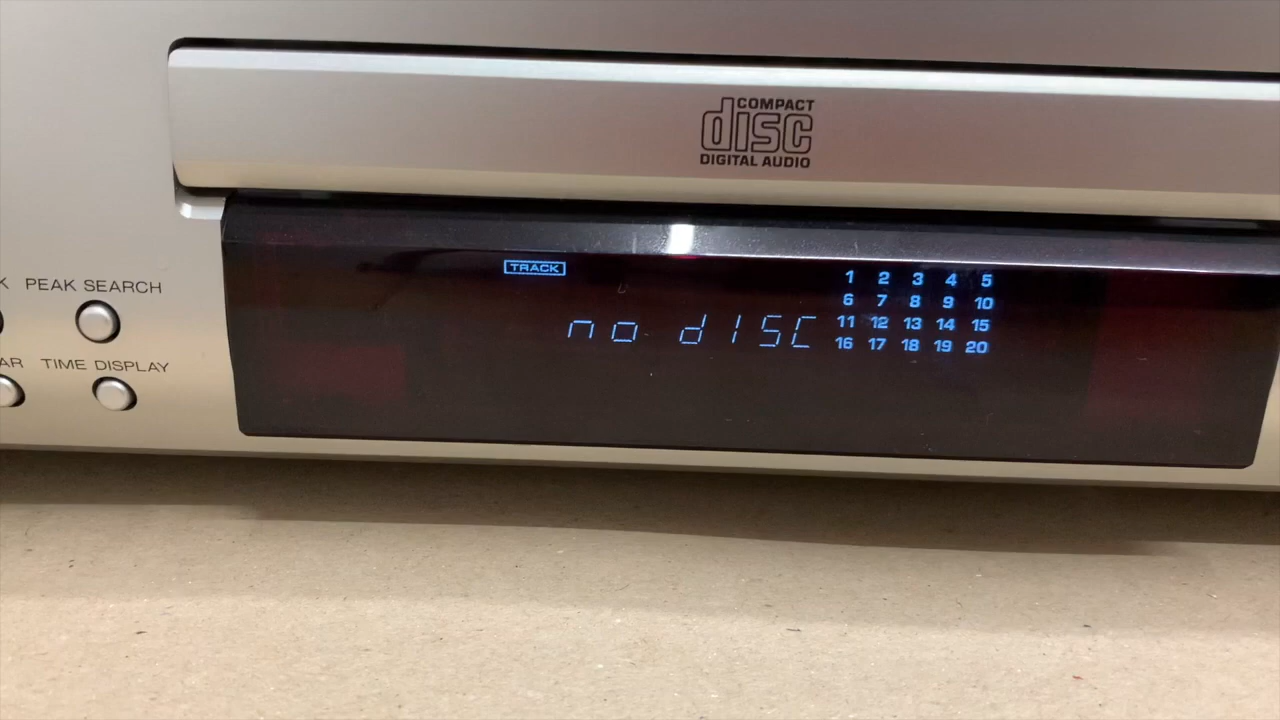 COMPACT
disc
DIGITAL AUDIO
PEAK SEARCH
TIME DISPLAY
TRACK
no dISC
1 2 3 4 5
6 7 8 9 10
11 12 13 14 15
16 17 18 19 20